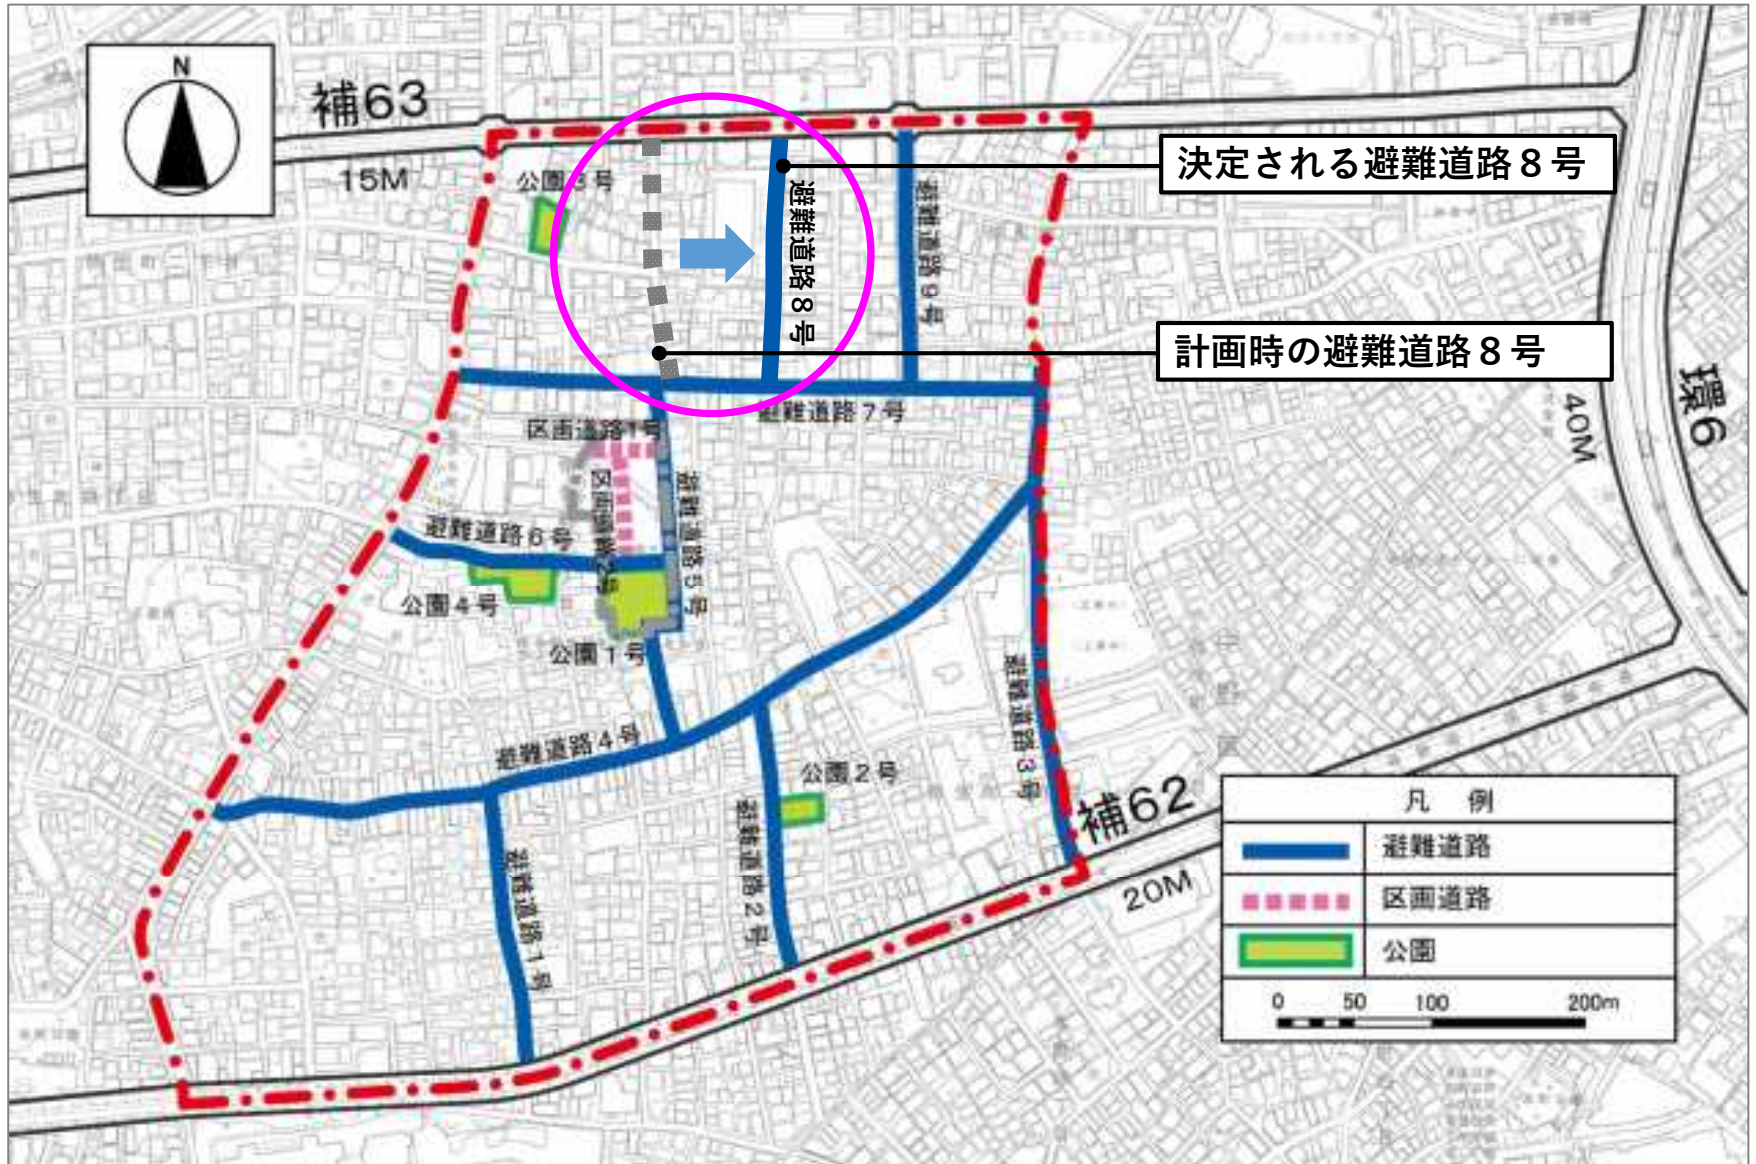 N
補63
15M
公園3号
避難道路8号
避難道路9号
決定される避難道路8号
計画時の避難道路8号
環6
40M
避難道路7号
区画道路1号
区画道路2号
避難道路5号
避難道路6号
公園4号
公園1号
避難道路4号
避難道路3号
公園2号
避難道路2号
避難道路1号
補62
20M
凡 例
避難道路
区画道路
公園
0 50 100 200m